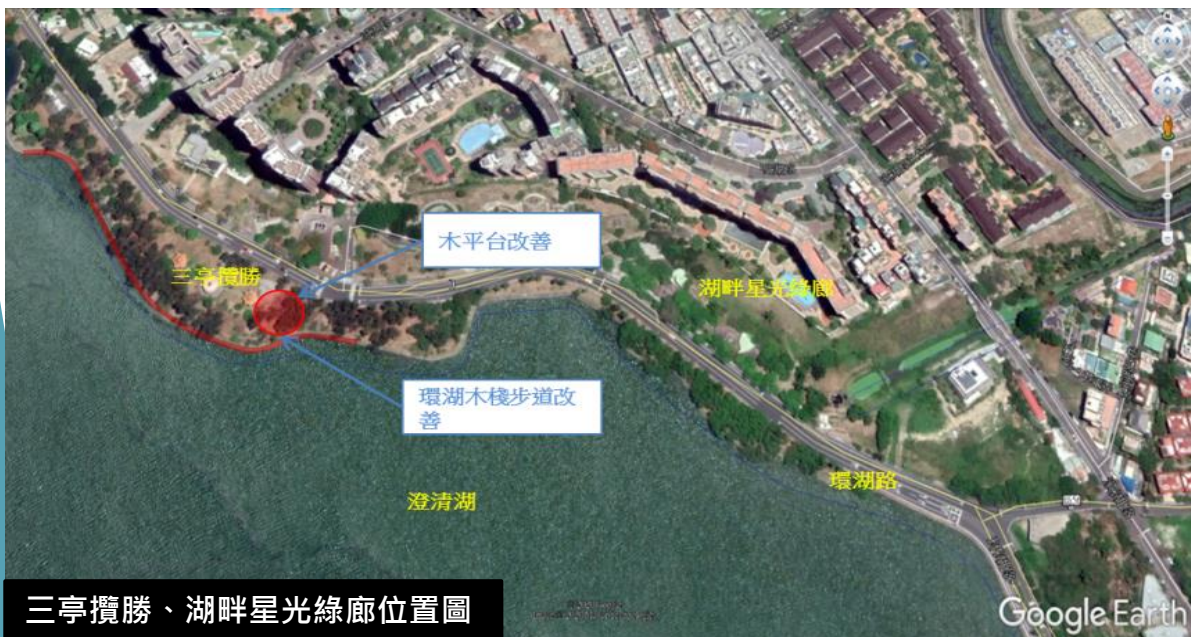 木平台改善
三亭攬勝
湖畔星光綠廊
環湖木棧步道改
善
環湖路
澄清湖
三亭攬勝、湖畔星光綠廊位置圖
Google Earth